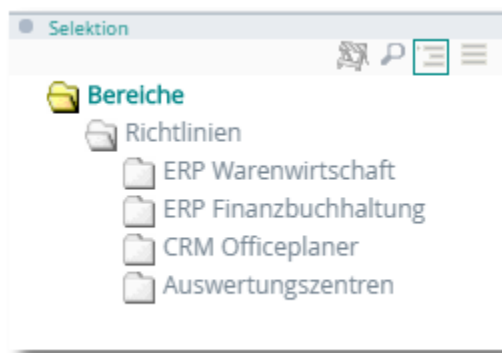 Selektion
Bereiche
Richtlinien
ERP Warenwirtschaft
ERP Finanzbuchhaltung
CRM Officeplaner
Auswertungszentren